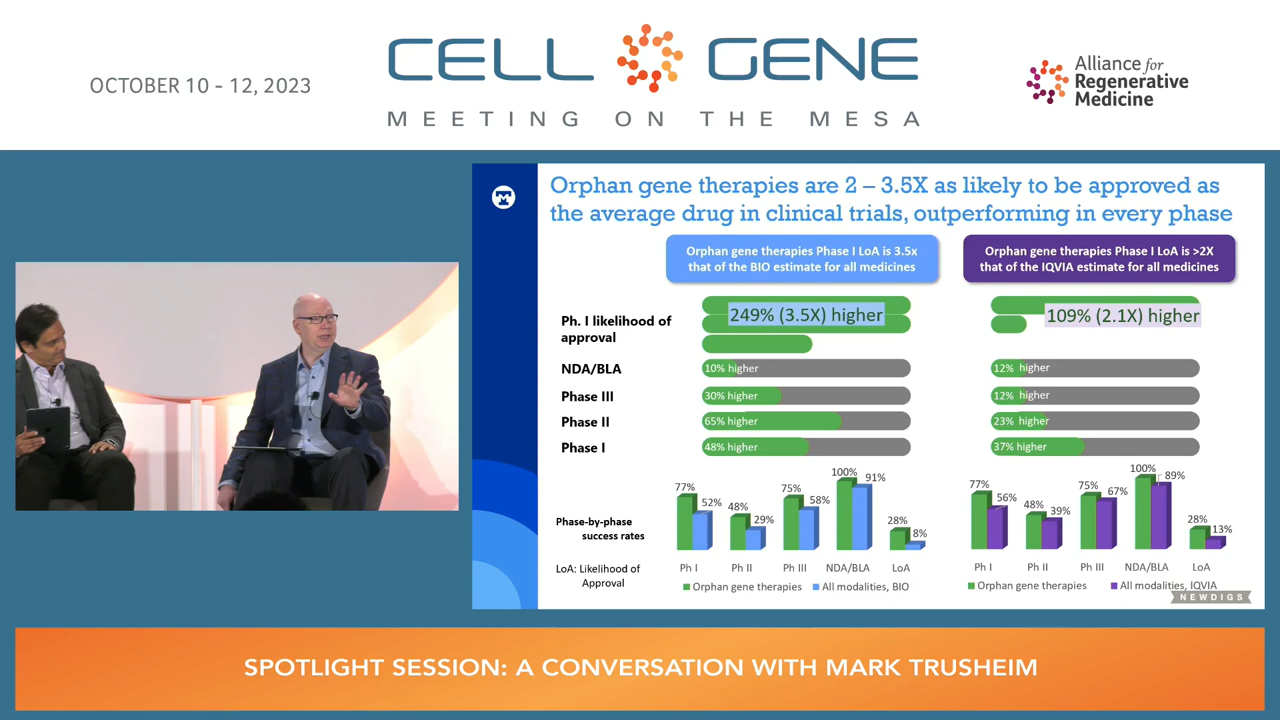 OCTOBER 10 - 12, 2023
CELL GENE
MEETING ON THE MESA
Alliance for
Regenerative
Medicine
Orphan gene therapies are 2 – 3.5X as likely to be approved as
the average drug in clinical trials, outperforming in every phase
Orphan gene therapies Phase I LoA is 3.5x
that of the BIO estimate for all medicines
Orphan gene therapies Phase I LoA is >2X
that of the IQVIA estimate for all medicines
Ph. I likelihood of
approval
249% (3.5X) higher
109% (2.1X) higher
NDA/BLA
10% higher
12% higher
Phase III
30% higher
12% higher
Phase II
65% higher
23% higher
Phase I
48% higher
37% higher
Phase-by-phase
success rates
77%
52%
48%
29%
75%
58%
100%
91%
28%
8%
77%
56%
48%
39%
75%
67%
100%
89%
28%
13%
LoA: Likelihood of
Approval
Ph I
Ph II
Ph III
NDA/BLA
LoA
Ph I
Ph II
Ph III
NDA/BLA
LoA
Orphan gene therapies
All modalities, BIO
Orphan gene therapies
All modalities, IQVIA
NEWDIGS
SPOTLIGHT SESSION: A CONVERSATION WITH MARK TRUSHEIM